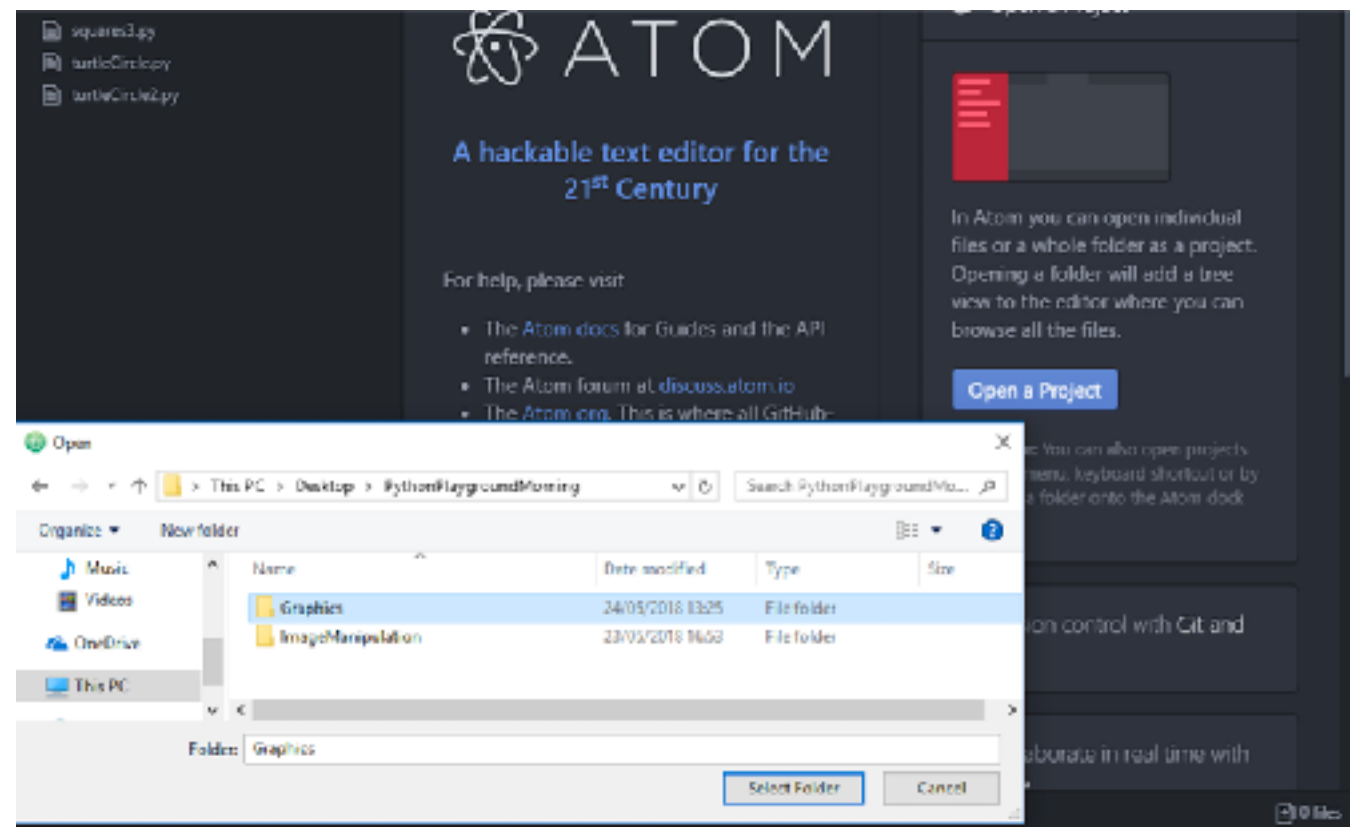 squares3.py
turtleCircle.py
turtleCircle2.py
ATOM
A hackable text editor for the
21st Century
For help, please visit
• The Atom docs for Guides and the API
reference.
• The Atom forum at discuss.atom.io
• The Atom org. This is where all GitHub-
Open a Project
In Atom you can open individual
files or a whole folder as a project.
Opening a folder will add a tree
view to the editor where you can
browse all the files.
Open a Project
You can also open projects
menu, keyboard shortcut or by
a folder onto the Atom dock
ion control with Git and
aborate in real time with
0 files
Open
This PC > Desktop > PythonPlaygroundMorning
Search PythonPlaygroundMo...
Organize
New folder
Music
Videos
OneDrive
This PC
Name Date modified Type Size
Graphics 24/05/2018 13:25 File folder
ImageManipulation 23/05/2018 File folder
Folder: Graphics
Select Folder Cancel